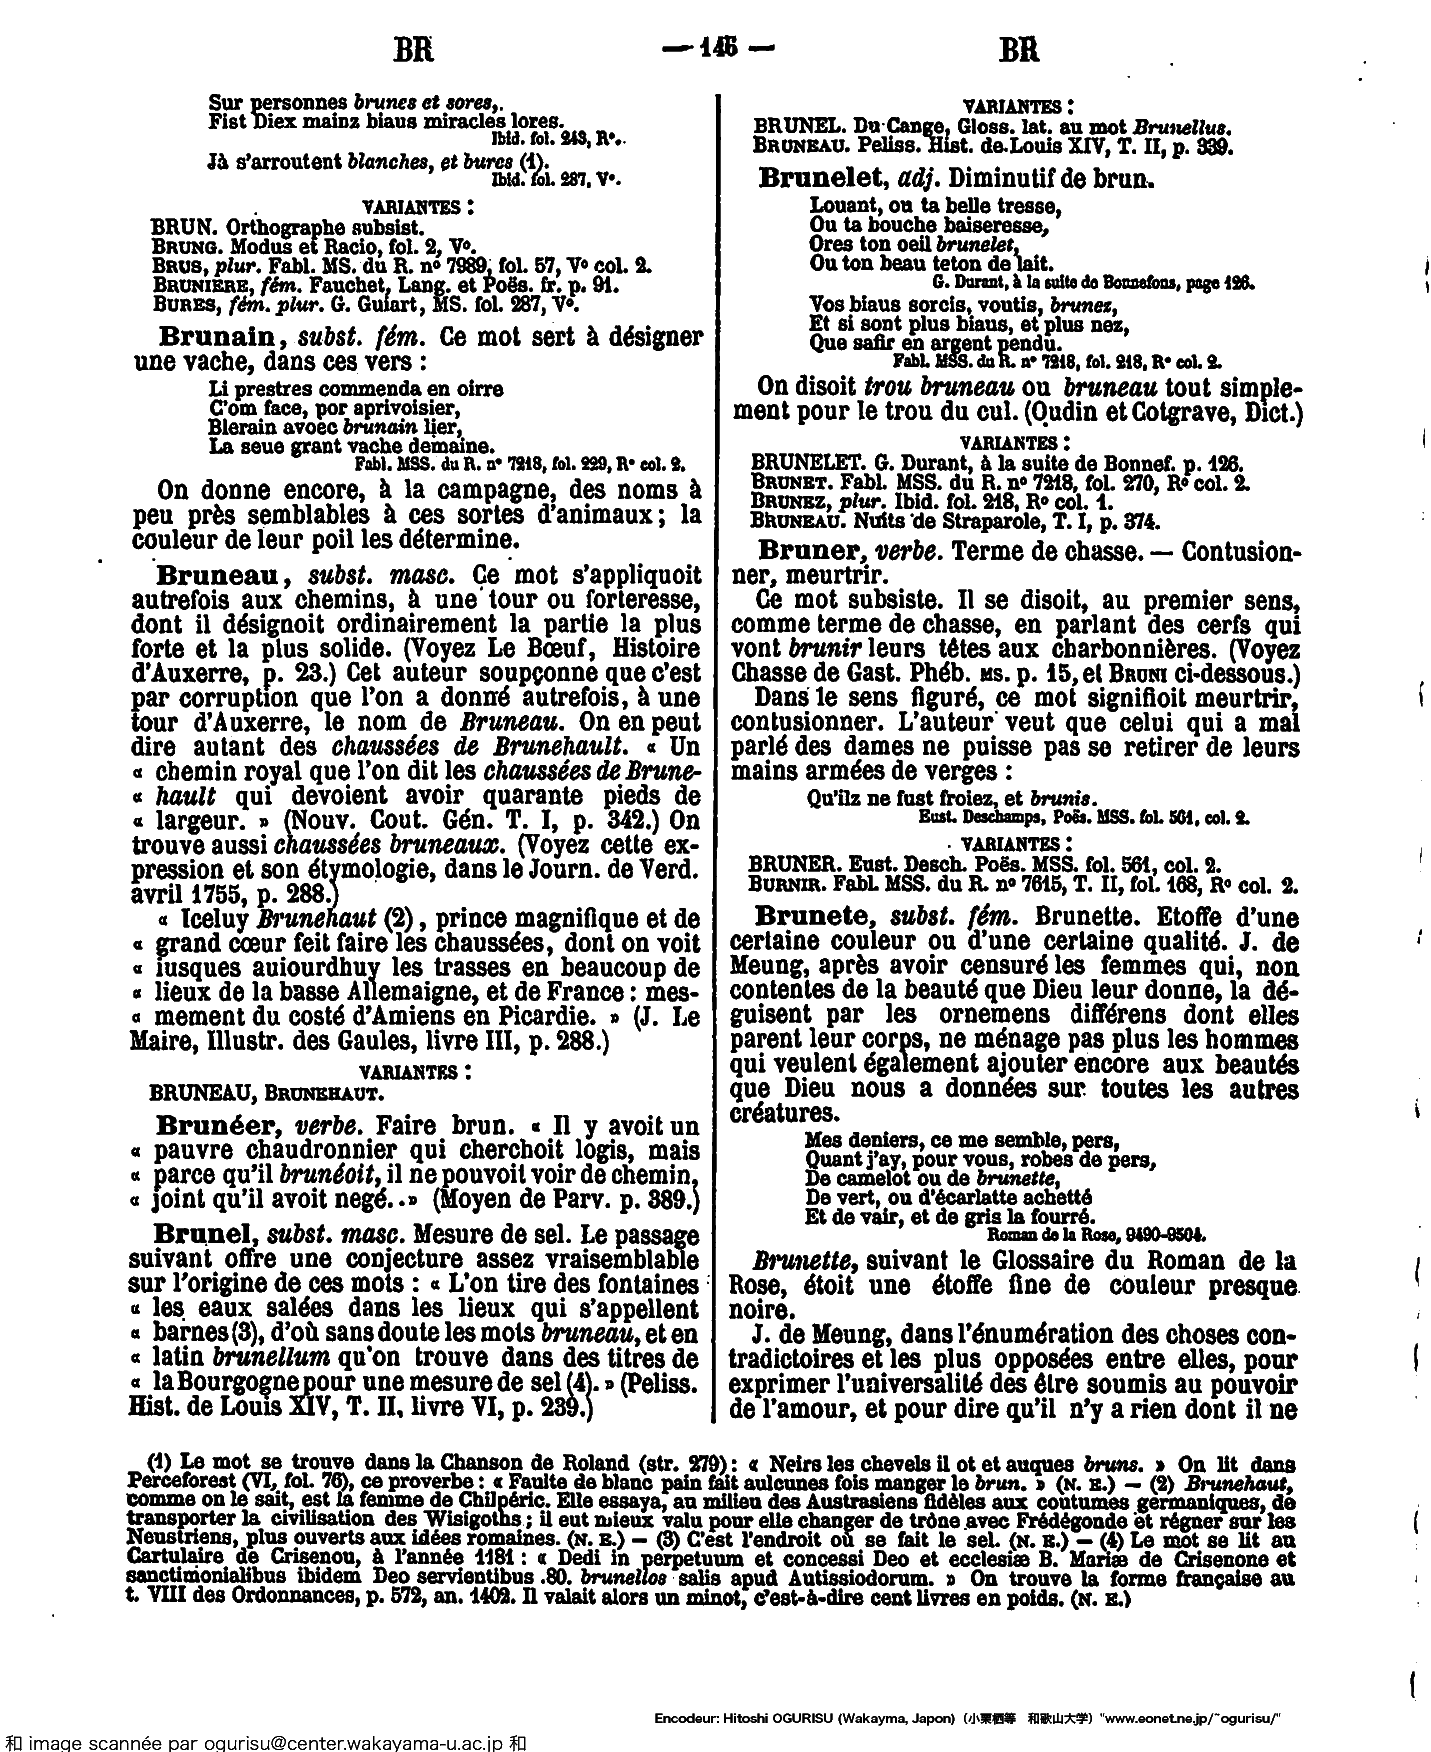 BR
— 146 —
BR
Sur personnes brunes et sores,.
Fist Diex mainz biaus miracles lores.
Ibid. fol. 243, R°.
Jà s'arroutent blanches, et bures (1).
Ibid. fol. 287, V°.
VARIANTES :
BRUN. Orthographe subsist.
BRUNG. Modus et Racio, fol. 2, V°.
BRUS, plur. Fabl. MS. du R. n° 7989, fol. 57, V° col. 2.
BRUNIERE, fém. Fauchet, Lang. et Poës. fr. p. 91.
BURES, fém. plur. G. Guiart, MS. fol. 287, V°.
Brunain, subst. fém. Ce mot sert à désigner
une vache, dans ces vers :
Li prestres commenda en oirre
C'om face, por aprivoisier,
Blerain avoec brunain lier,
La seue grant vache demaine.
Fabl. MSS. du R. n° 7218, fol. 229, R° col. 2.
On donne encore, à la campagne, des noms à
peu près semblables à ces sortes d'animaux ; la
couleur de leur poil les détermine.
Bruneau, subst. masc. Ce mot s'appliquoit
autrefois aux chemins, à une tour ou forteresse,
dont il désignoit ordinairement la partie la plus
forte et la plus solide. (Voyez Le Bœuf, Histoire
d'Auxerre, p. 23.) Cet auteur soupçonne que c'est
par corruption que l'on a donné autrefois, à une
tour d'Auxerre, le nom de Bruneau. On en peut
dire autant des chaussées de Brunehault. « Un
« chemin royal que l'on dit les chaussées de Brune-
« hault qui devoient avoir quarante pieds de
« largeur. » (Nouv. Cout. Gén. T. I, p. 342.) On
trouve aussi chaussées bruneaux. (Voyez cette ex-
pression et son étymologie, dans le Journ. de Verd.
avril 1755, p. 288.)
« Iceluy Brunehaut (2), prince magnifique et de
« grand cœur feit faire les chaussées, dont on voit
« iusques auiourdhuy les trasses en beaucoup de
« lieux de la basse Allemaigne, et de France : mes-
« mement du costé d'Amiens en Picardie. » (J. Le
Maire, Illustr. des Gaules, livre III, p. 288.)
VARIANTES :
BRUNEAU, BRUNEHAUT.
Brunéer, verbe. Faire brun. « Il y avoit un
« pauvre chaudronnier qui cherchoit logis, mais
« parce qu'il brunéoit, il ne pouvoit voir de chemin,
« joint qu'il avoit negé..» (Moyen de Parv. p. 389.)
Brunel, subst. masc. Mesure de sel. Le passage
suivant offre une conjecture assez vraisemblable
sur l'origine de ces mots : « L'on tire des fontaines
« les eaux salées dans les lieux qui s'appellent
« barnes (3), d'où sans doute les mots bruneau, et en
« latin brunellum qu'on trouve dans des titres de
« la Bourgogne pour une mesure de sel (4). » (Peliss.
Hist. de Louis XIV, T. II, livre VI, p. 239.)
VARIANTES :
BRUNEL. Du Cange, Gloss. lat. au mot Brunellus.
BRUNEAU. Peliss. Hist. de Louis XIV, T. II, p. 339.
Brunelet, adj. Diminutif de brun.
Louant, ou ta belle tresse,
Ou ta bouche baiseresse,
Ores ton oeil brunelet,
Ou ton beau teton de lait.
G. Durant, à la suite de Bonnefons, page 126.
Vos biaus sorcis, voutis, brunez,
Et si sont plus biaus, et plus nez,
Que safir en argent pendu.
Fabl. MSS. du R. n° 7218, fol. 218, R° col. 2.
On disoit trou bruneau ou bruneau tout simple-
ment pour le trou du cul. (Oudin et Cotgrave, Dict.)
VARIANTES :
BRUNELET. G. Durant, à la suite de Bonnef. p. 126.
BRUNET. Fabl. MSS. du R. n° 7218, fol. 270, R° col. 2.
BRUNEZ, plur. Ibid. fol. 218, R° col. 1.
BRUNEAU. Nuits de Straparole, T. I, p. 374.
Bruner, verbe. Terme de chasse. — Contusion-
ner, meurtrir.
Ce mot subsiste. Il se disoit, au premier sens,
comme terme de chasse, en parlant des cerfs qui
vont brunir leurs têtes aux charbonnières. (Voyez
Chasse de Gast. Phéb. MS. p. 15, et BRUNI ci-dessous.)
Dans le sens figuré, ce mot signifioit meurtrir,
contusionner. L'auteur veut que celui qui a mal
parlé des dames ne puisse pas se retirer de leurs
mains armées de verges :
Qu'ilz ne fust froiez, et brunis.
Eust. Deschamps, Poës. MSS. fol. 561, col. 2.
VARIANTES :
BRUNER. Eust. Desch. Poës. MSS. fol. 561, col. 2.
BURNIR. Fabl. MSS. du R. n° 7615, T. II, fol. 168, R° col. 2.
Brunete, subst. fém. Brunette. Etoffe d'une
certaine couleur ou d'une certaine qualité. J. de
Meung, après avoir censuré les femmes qui, non
contentes de la beauté que Dieu leur donne, la dé-
guisent par les ornemens différens dont elles
parent leur corps, ne ménage pas plus les hommes
qui veulent également ajouter encore aux beautés
que Dieu nous a données sur toutes les autres
créatures.
Mes deniers, ce me semble, pers,
Quant j'ay, pour vous, robes de pers,
De camelot ou de brunette,
De vert, ou d'écarlatte achetté
Et de vair, et de gris la fourré.
Roman de la Rose, 9490-9504.
Brunette, suivant le Glossaire du Roman de la
Rose, étoit une étoffe fine de couleur presque
noire.
J. de Meung, dans l'énumération des choses con-
tradictoires et les plus opposées entre elles, pour
exprimer l'universalité des être soumis au pouvoir
de l'amour, et pour dire qu'il n'y a rien dont il ne
(1) Le mot se trouve dans la Chanson de Roland (str. 279) : « Neirs les chevels il ot et auques bruns. » On lit dans
Perceforest (VI, fol. 76), ce proverbe : « Faulte de blanc pain fait aulcunes fois manger le brun. » (N. E.) — (2) Brunehaut,
comme on le sait, est la femme de Chilpéric. Elle essaya, au milieu des Austrasiens fidèles aux coutumes germaniques, de
transporter la civilisation des Wisigoths ; il eut mieux valu pour elle changer de trône avec Frédégonde et régner sur les
Neustriens, plus ouverts aux idées romaines. (N. E.) — (3) C'est l'endroit où se fait le sel. (N. E.) — (4) Le mot se lit au
Cartulaire de Crisenou, à l'année 1181 : « Dedi in perpetuum et concessi Deo et ecclesiæ B. Mariæ de Crisenone et
sanctimonialibus ibidem Deo servientibus .80. brunellos salis apud Autissiodorum. » On trouve la forme française au
t. VIII des Ordonnances, p. 572, an. 1402. Il valait alors un minot, c'est-à-dire cent livres en poids. (N. E.)
Encodeur: Hitoshi OGURISU (Wakayma, Japon) (小栗栖等 和歌山大学) "www.eonet.ne.jp/~ogurisu/"
和 image scannée par ogurisu@center.wakayama-u.ac.jp 和